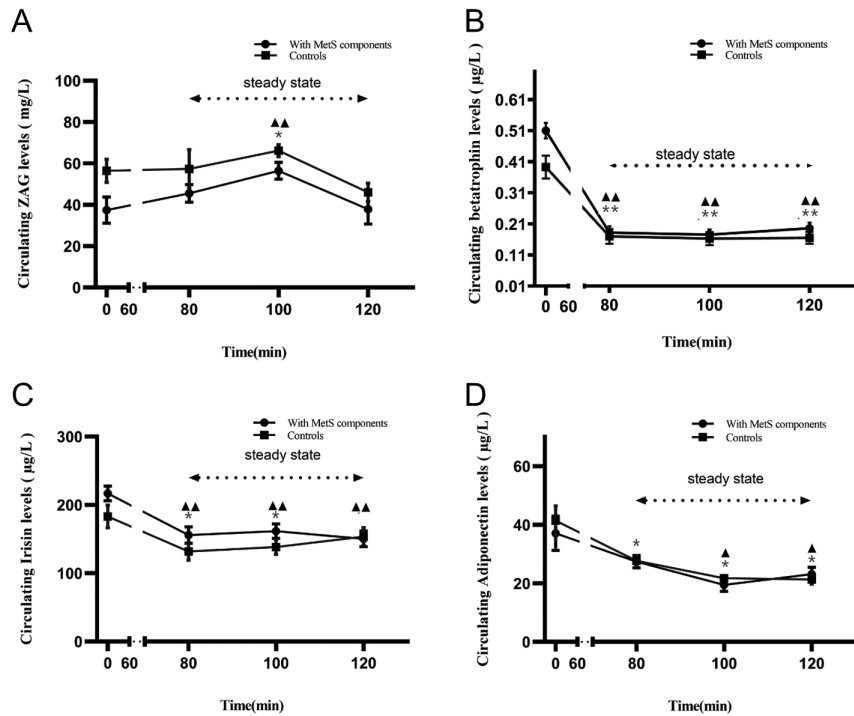 A
With MetS components
Controls
steady state
Circulating ZAG levels ( mg/L)
100
80
60
40
20
0
▲▲
*
0 60 80 100 120
Time(min)
B
With MetS components
Controls
steady state
Circulating betatrophin levels ( μg/L)
0.61
0.51
0.41
0.31
0.21
0.11
0.01
▲▲ ▲▲ ▲▲
** ** **
0 60 80 100 120
Time(min)
C
With MetS components
Controls
steady state
Circulating Irisin levels ( μg/L)
300
200
100
0
▲▲ ▲▲ ▲▲
* *
0 60 80 100 120
Time(min)
D
With MetS components
Controls
steady state
Circulating Adiponectin levels ( μg/L)
60
40
20
0
▲ ▲
* * *
0 60 80 100 120
Time(min)